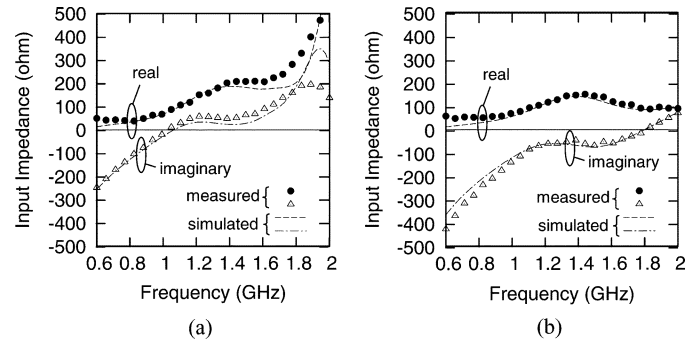 500
400
300
200
100
0
-100
-200
-300
-400
-500
Input Impedance (ohm)
real
imaginary
measured
simulated
0.6 0.8 1 1.2 1.4 1.6 1.8 2
Frequency (GHz)
(a)
500
400
300
200
100
0
-100
-200
-300
-400
-500
Input Impedance (ohm)
real
imaginary
measured
simulated
0.6 0.8 1 1.2 1.4 1.6 1.8 2
Frequency (GHz)
(b)